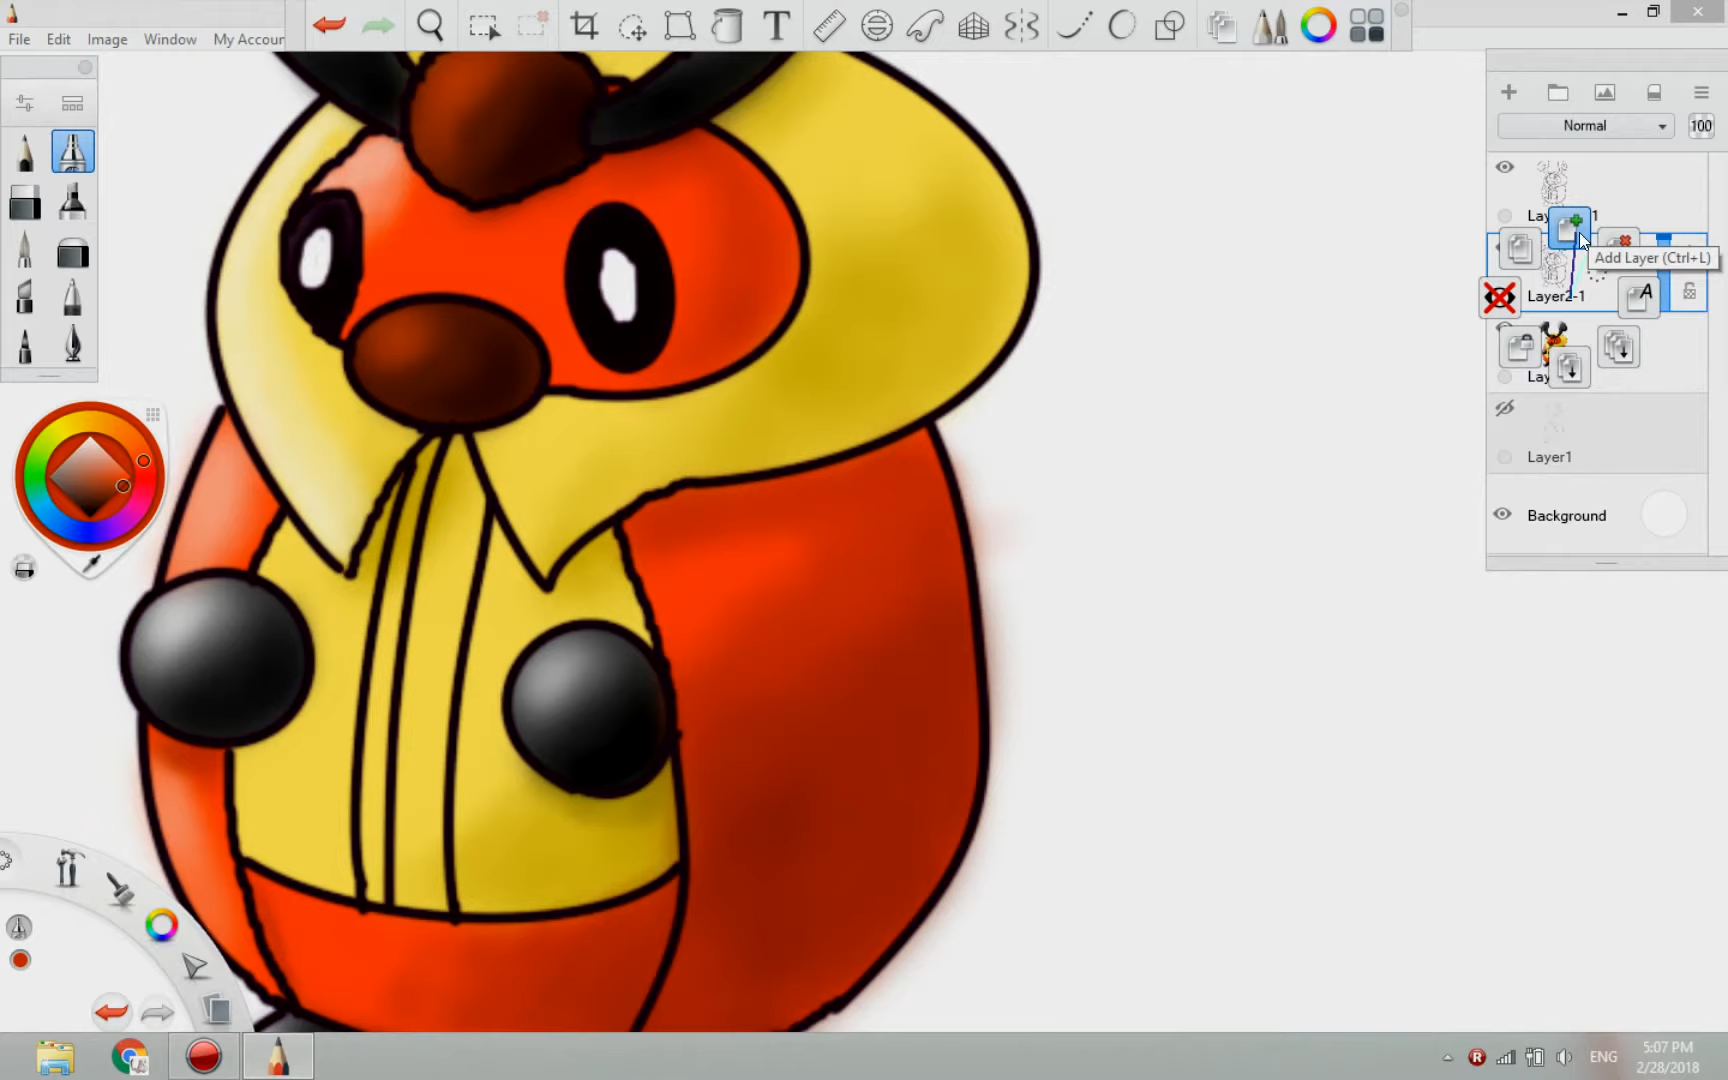 File Edit Image Window My Accour
T
Normal 100
Lay 1
Add Layer (Ctrl+L)
Layer2-1
A
Lay
Layer1
Background
R ENG
5:07 PM
2/28/2018